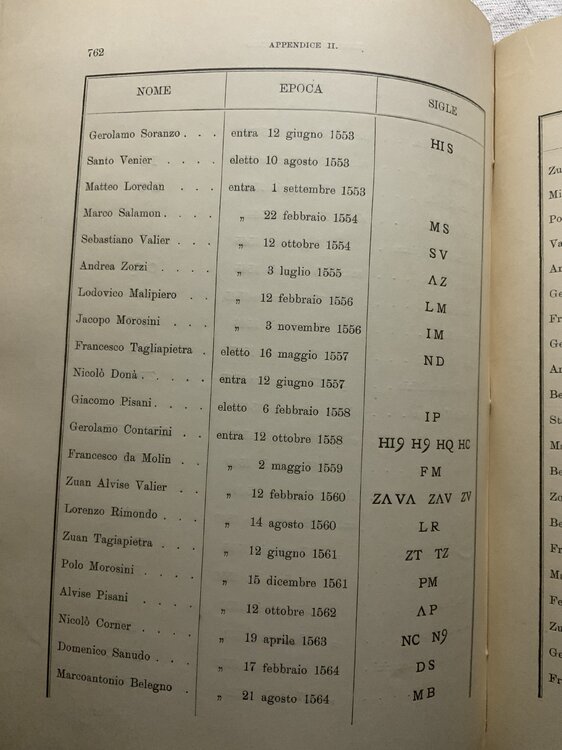 762
APPENDICE II.
NOME EPOCA SIGLE
Gerolamo Soranzo . . . entra 12 giugno 1553 HIS
Santo Venier . . . . eletto 10 agosto 1553
Matteo Loredan . . . entra 1 settembre 1553
Marco Salamon . . . . „ 22 febbraio 1554 MS
Sebastiano Valier . . . „ 12 ottobre 1554 SV
Andrea Zorzi . . . . „ 3 luglio 1555 ΛZ
Lodovico Malipiero . . . „ 12 febbraio 1556 LM
Jacopo Morosini . . . „ 3 novembre 1556 IM
Francesco Tagliapietra . eletto 16 maggio 1557 ND
Nicolò Donà . . . . . entra 12 giugno 1557
Giacomo Pisani . . . . eletto 6 febbraio 1558 IP
Gerolamo Contarini . . entra 12 ottobre 1558 HI9 H9 HQ HC
Francesco da Molin . . „ 2 maggio 1559 FM
Zuan Alvise Valier . . „ 12 febbraio 1560 ZΛVΛ ZΛV ZV
Lorenzo Rimondo . . . „ 14 agosto 1560 LR
Zuan Tagiapietra . . . „ 12 giugno 1561 ZT TZ
Polo Morosini . . . . „ 15 dicembre 1561 PM
Alvise Pisani . . . . „ 12 ottobre 1562 ΛP
Nicolò Corner . . . . „ 19 aprile 1563 NC N9
Domenico Sanudo . . . „ 17 febbraio 1564 DS
Marcoantonio Belegno . „ 21 agosto 1564 MB